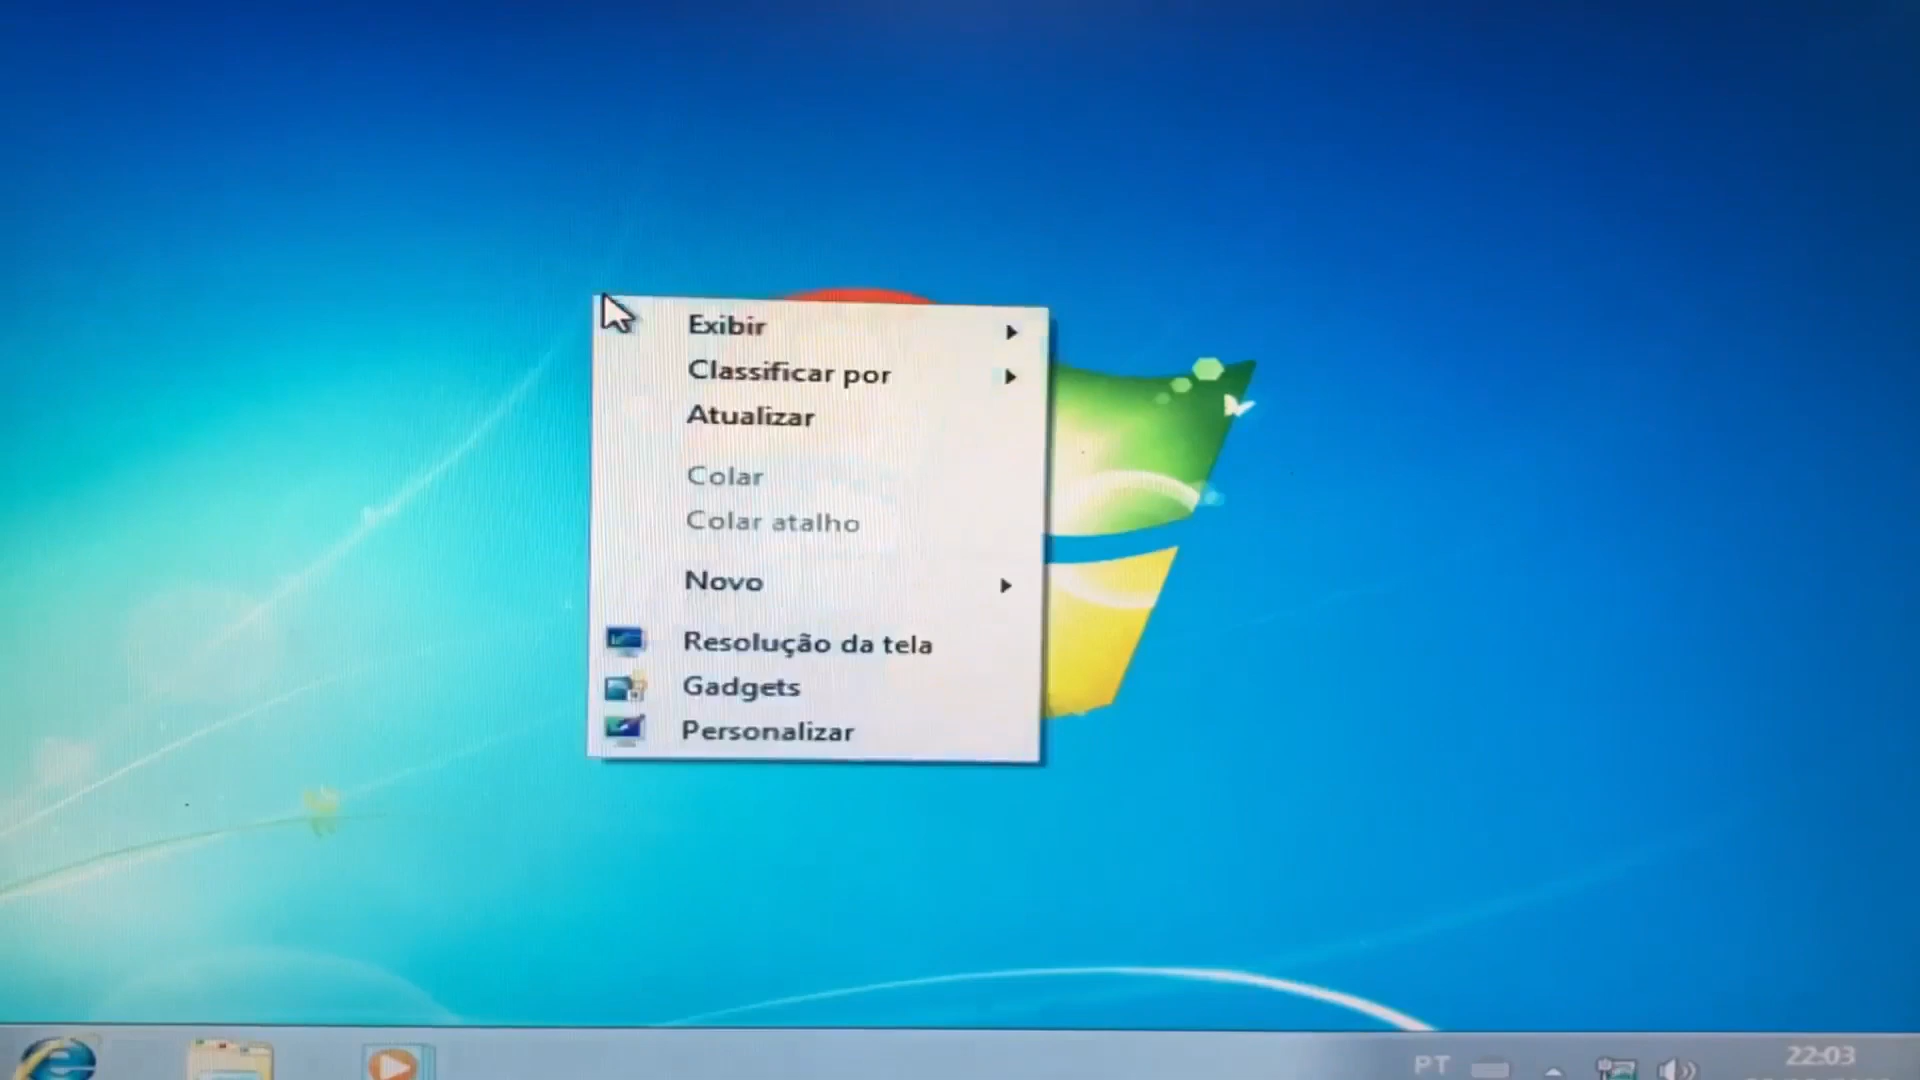 Exibir
Classificar por
Atualizar
Colar
Colar atalho
Novo
Resolução da tela
Gadgets
Personalizar
PT
22:03